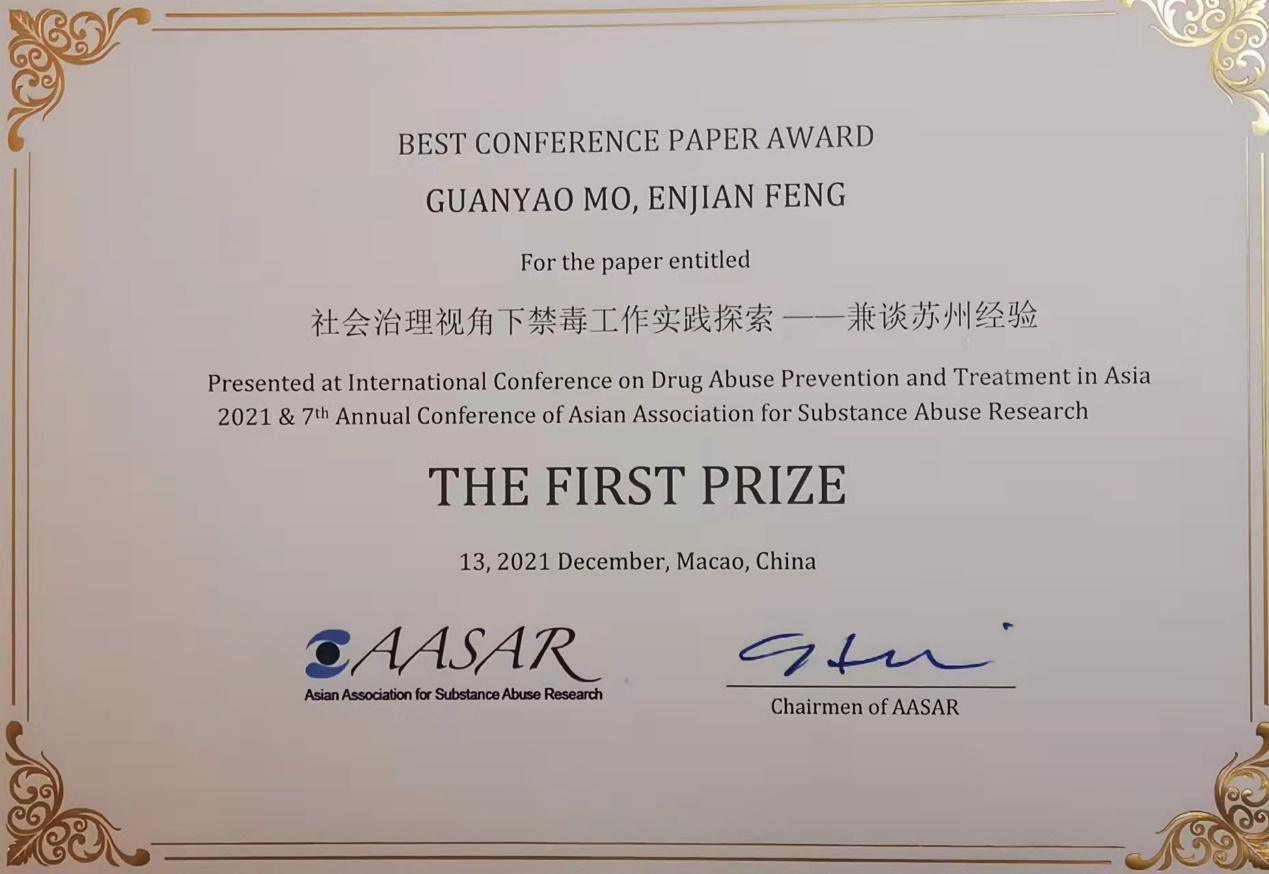 BEST CONFERENCE PAPER AWARD
GUANYAO MO, ENJIAN FENG
For the paper entitled
社会治理视角下禁毒工作实践探索 ——兼谈苏州经验
Presented at International Conference on Drug Abuse Prevention and Treatment in Asia
2021 & 7th Annual Conference of Asian Association for Substance Abuse Research
THE FIRST PRIZE
13, 2021 December, Macao, China
AASAR
Asian Association for Substance Abuse Research
Chairmen of AASAR